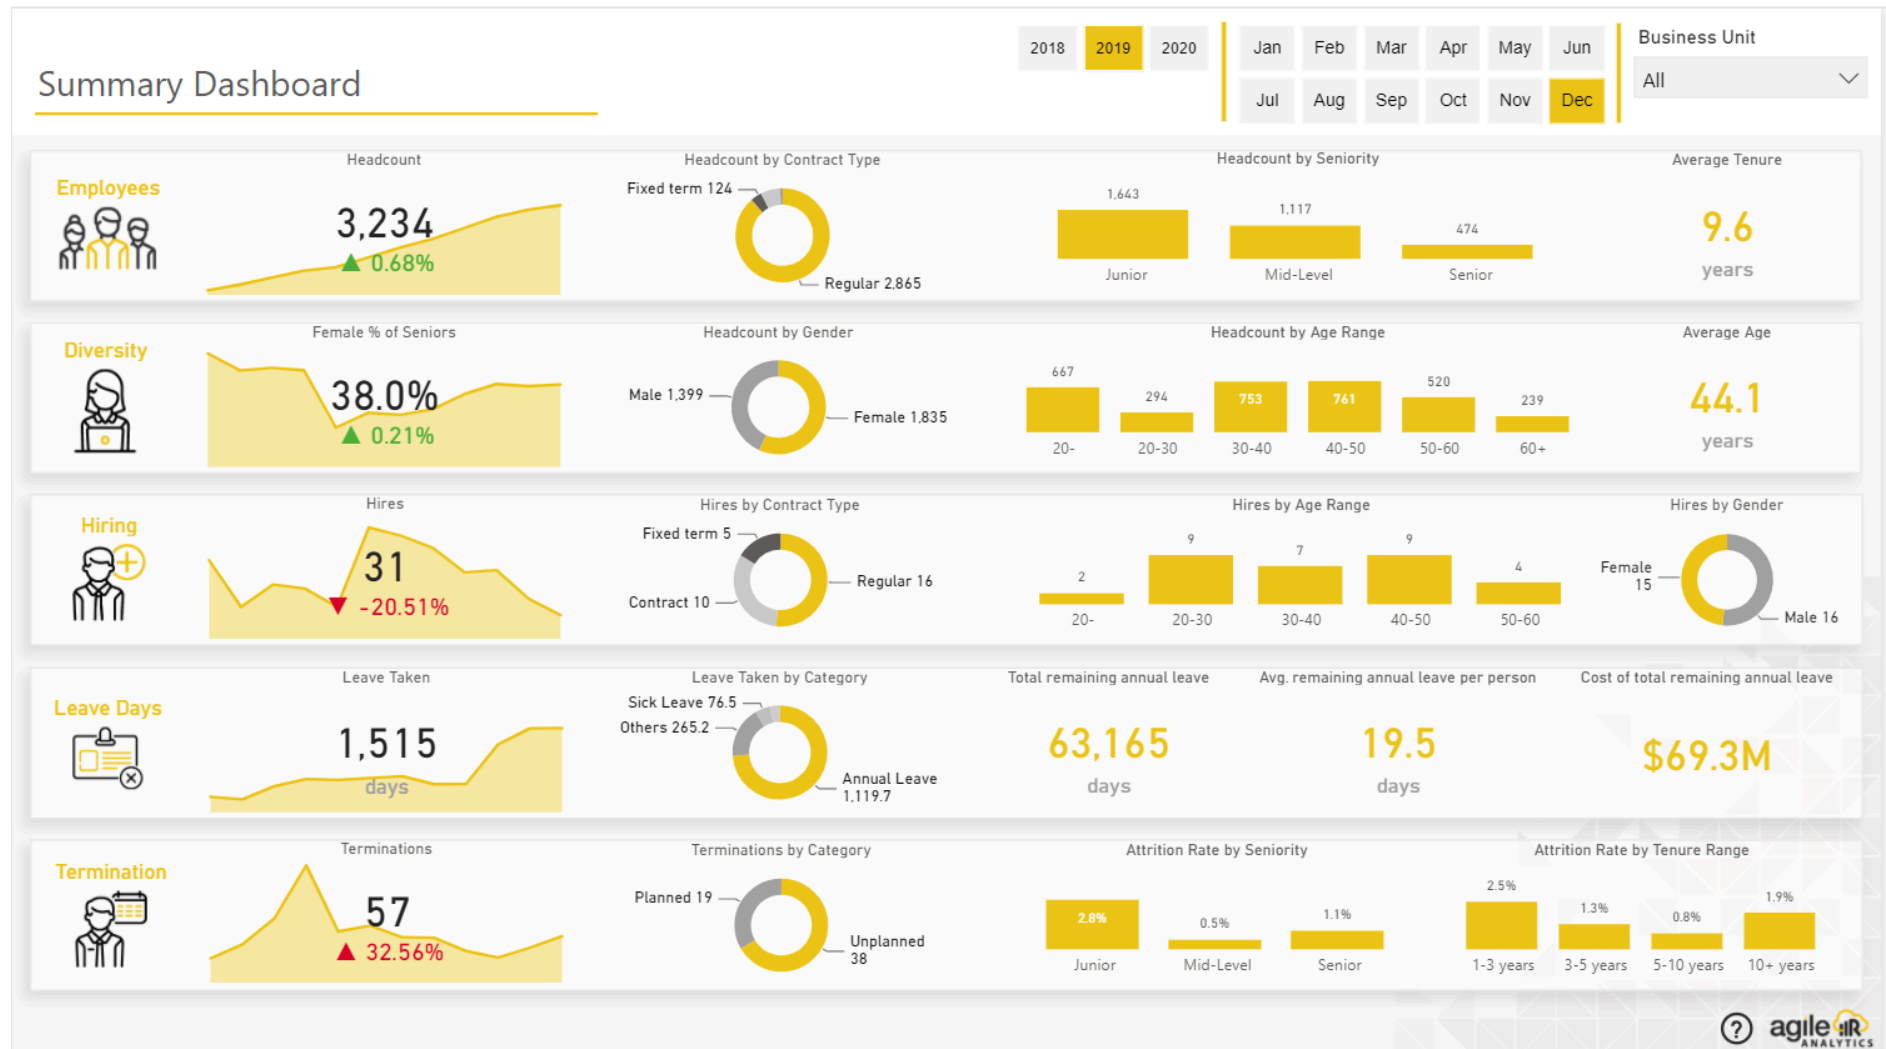 Summary Dashboard
2018 2019 2020
Jan Feb Mar Apr May Jun
Jul Aug Sep Oct Nov Dec
Business Unit
All
Employees
Headcount
3,234
0.68%
Headcount by Contract Type
Fixed term 124
Regular 2,865
Headcount by Seniority
1,643 1,117 474
Junior Mid-Level Senior
Average Tenure
9.6
years
Diversity
Female % of Seniors
38.0%
0.21%
Headcount by Gender
Male 1,399
Female 1,835
Headcount by Age Range
667 294 753 761 520 239
20- 20-30 30-40 40-50 50-60 60+
Average Age
44.1
years
Hiring
Hires
31
-20.51%
Hires by Contract Type
Fixed term 5
Regular 16
Contract 10
Hires by Age Range
2 9 7 9 4
20- 20-30 30-40 40-50 50-60
Hires by Gender
Female
15
Male 16
Leave Days
Leave Taken
1,515
days
Leave Taken by Category
Sick Leave 76.5
Others 265.2
Annual Leave
1,119.7
Total remaining annual leave
63,165
days
Avg. remaining annual leave per person
19.5
days
Cost of total remaining annual leave
$69.3M
Termination
Terminations
57
32.56%
Terminations by Category
Planned 19
Unplanned
38
Attrition Rate by Seniority
2.8% 0.5% 1.1%
Junior Mid-Level Senior
Attrition Rate by Tenure Range
2.5% 1.3% 0.8% 1.9%
1-3 years 3-5 years 5-10 years 10+ years
?
agile R
ANALYTICS